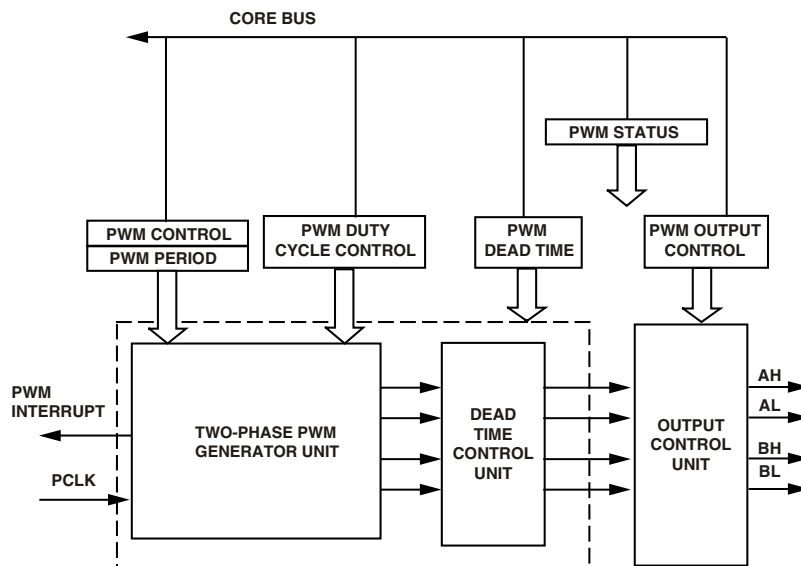 CORE BUS
PWM STATUS
PWM CONTROL
PWM PERIOD
PWM DUTY
CYCLE CONTROL
PWM
DEAD TIME
PWM OUTPUT
CONTROL
PWM
INTERRUPT
PCLK
TWO-PHASE PWM
GENERATOR UNIT
DEAD
TIME
CONTROL
UNIT
OUTPUT
CONTROL
UNIT
AH
AL
BH
BL